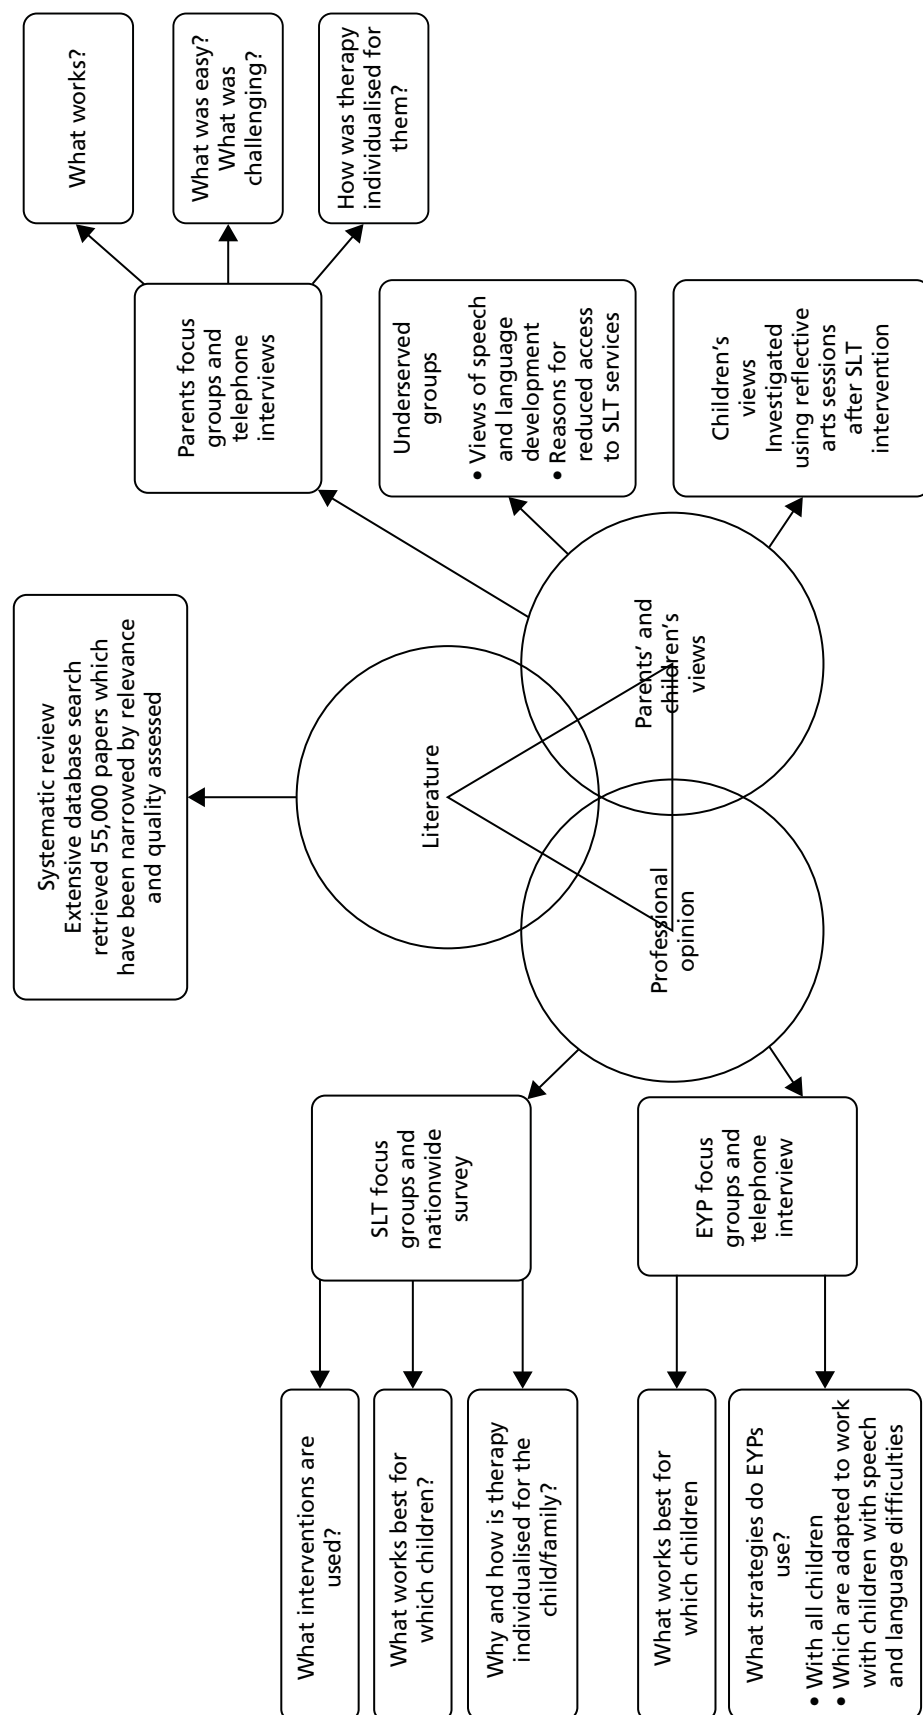 Systematic review
Extensive database search
retrieved 55,000 papers which
have been narrowed by relevance
and quality assessed
Literature
Professional
opinion
Parents' and
children's
views
SLT focus
groups and
nationwide
survey
What interventions are
used?
What works best for
which children?
Why and how is therapy
individualised for the
child/family?
EYP focus
groups and
telephone
interview
What works best for
which children
What strategies do EYPs
use?
• With all children
• Which are adapted to work
with children with speech
and language difficulties
Parents focus
groups and
telephone
interviews
What works?
What was easy?
What was
challenging?
How was therapy
individualised for
them?
Underserved
groups
• Views of speech
and language
development
• Reasons for
reduced access
to SLT services
Children's
views
Investigated
using reflective
arts sessions
after SLT
intervention